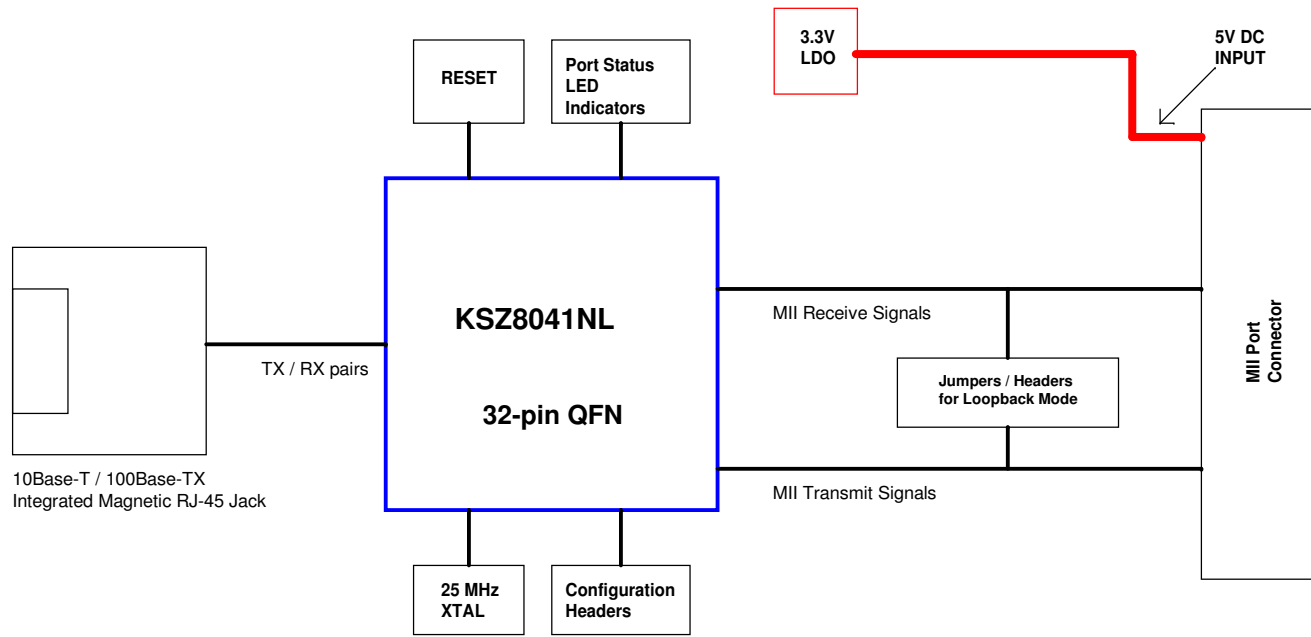 3.3V
LDO
5V DC
INPUT
RESET
Port Status
LED
Indicators
KSZ8041NL
32-pin QFN
TX / RX pairs
10Base-T / 100Base-TX
Integrated Magnetic RJ-45 Jack
MII Receive Signals
Jumpers / Headers
for Loopback Mode
MII Transmit Signals
MII Port
Connector
25 MHz
XTAL
Configuration
Headers